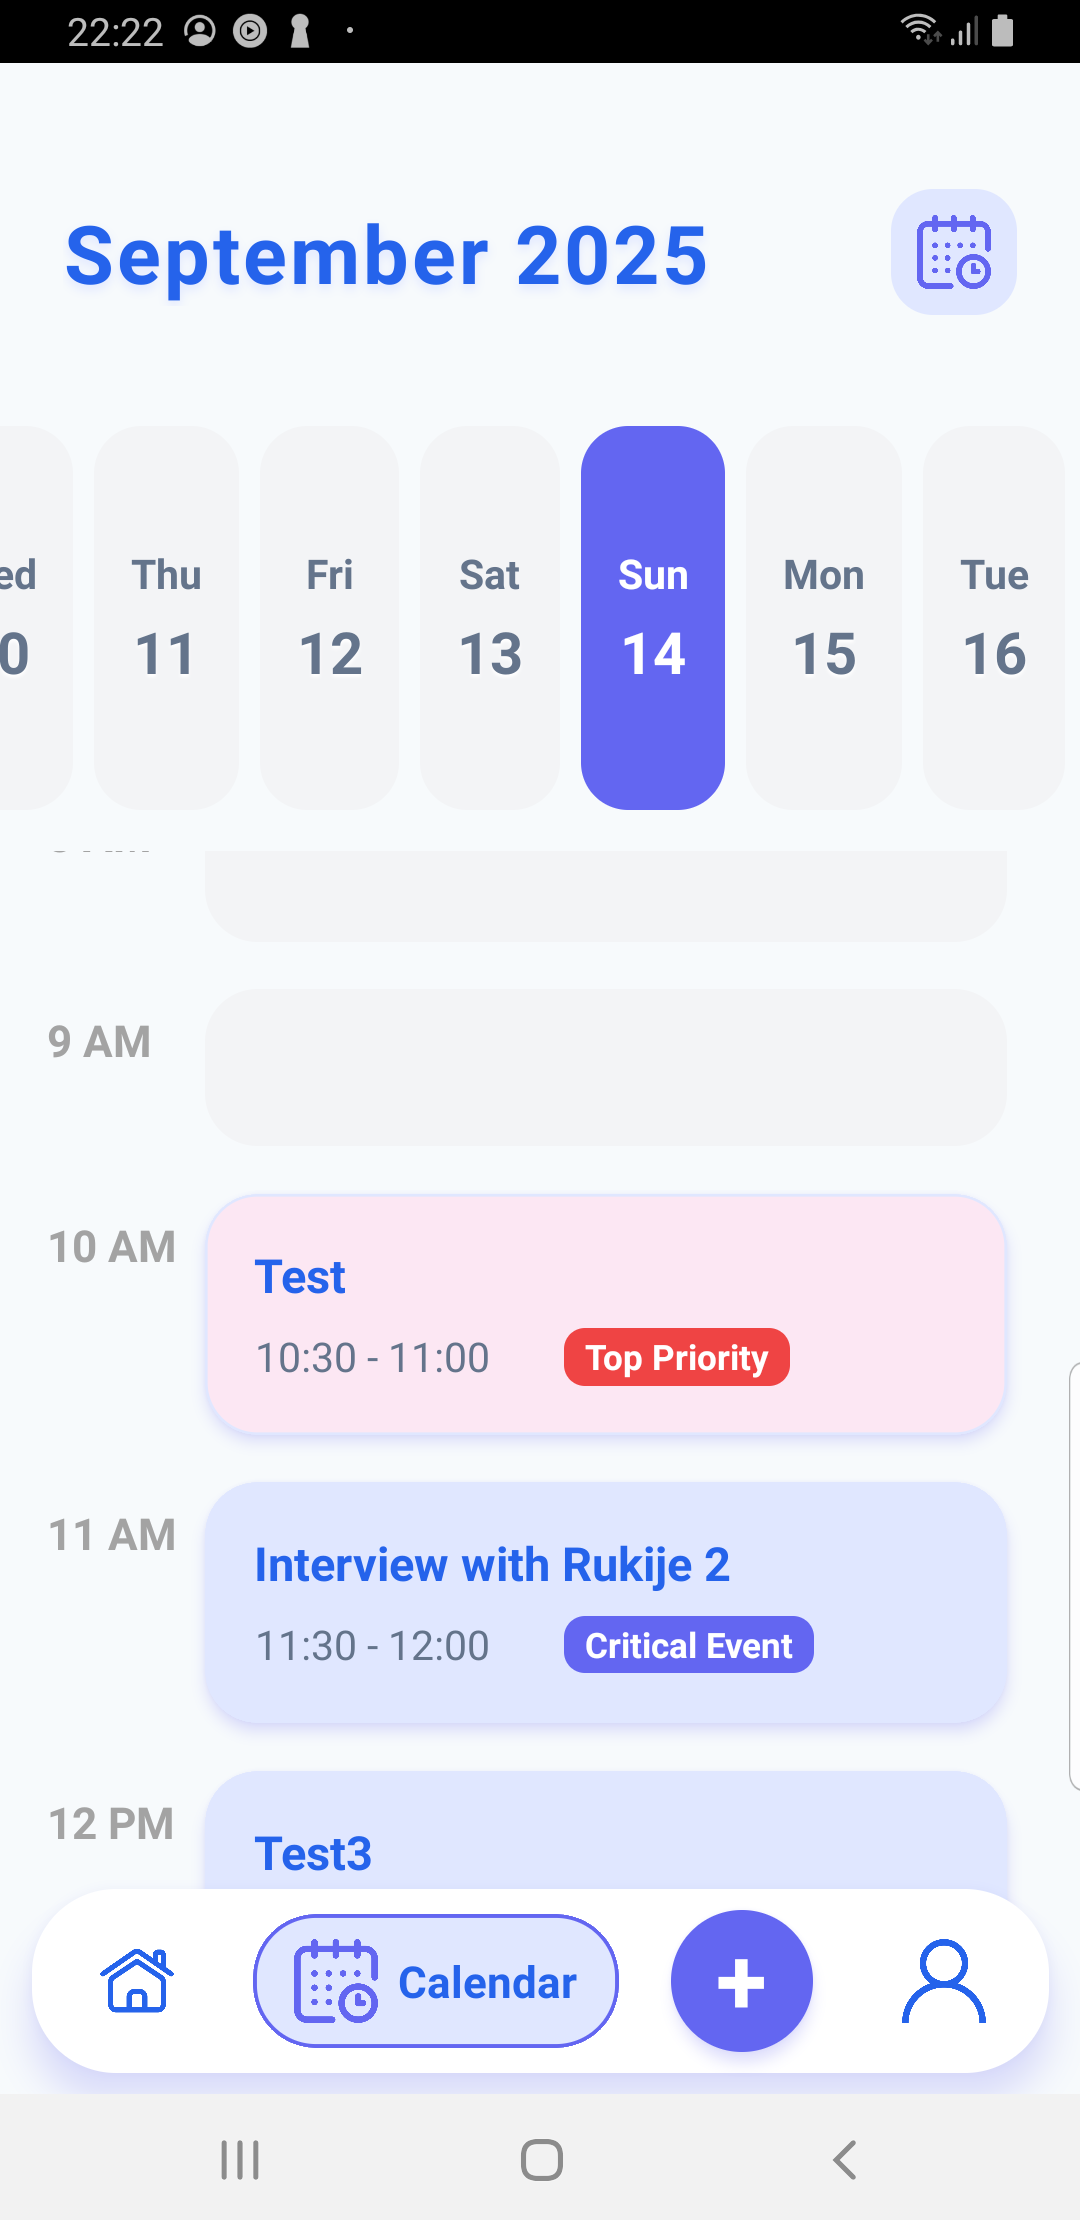 22:22
September 2025
ed Thu Fri Sat Sun Mon Tue
0 11 12 13 14 15 16
9 AM
10 AM
Test
10:30 - 11:00 Top Priority
11 AM
Interview with Rukije 2
11:30 - 12:00 Critical Event
12 PM
Test3
Calendar